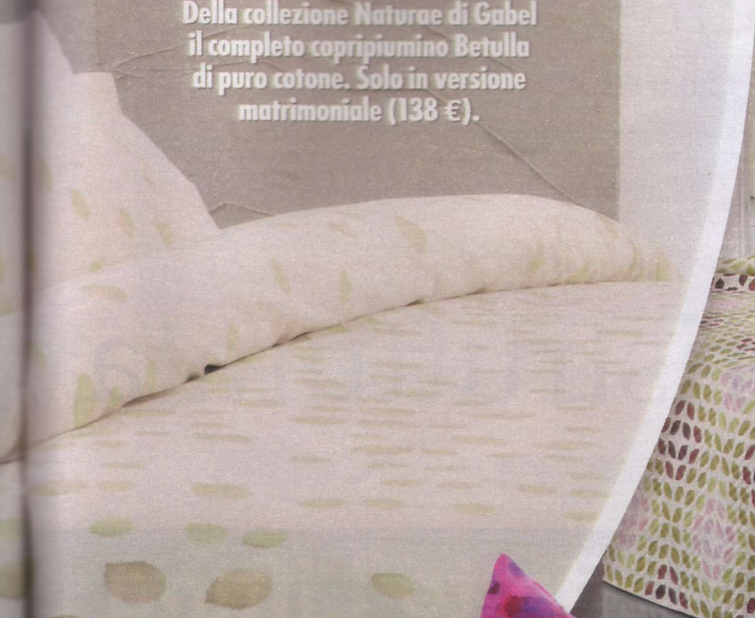 Della collezione Naturae di Gabel
il completo copripiumino Betulla
di puro cotone. Solo in versione
matrimoniale (138 €).